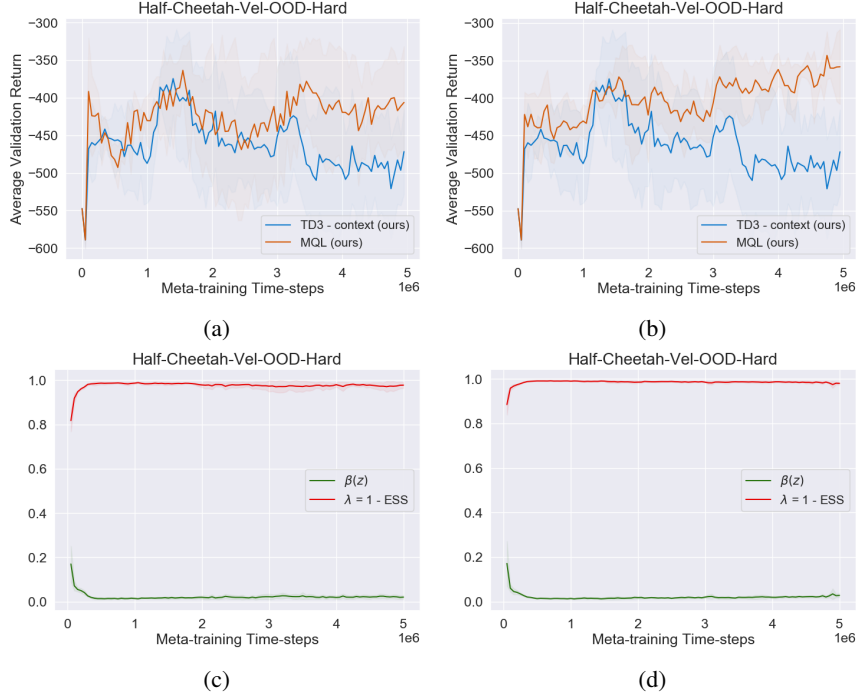 Half-Cheetah-Vel-OOD-Hard
−300
−350
−400
−450
−500
−550
−600
Average Validation Return
TD3 - context (ours)
MQL (ours)
0 1 2 3 4 5
1e6
Meta-training Time-steps
(a)
Half-Cheetah-Vel-OOD-Hard
−300
−350
−400
−450
−500
−550
−600
Average Validation Return
TD3 - context (ours)
MQL (ours)
0 1 2 3 4 5
1e6
Meta-training Time-steps
(b)
Half-Cheetah-Vel-OOD-Hard
1.0
0.8
0.6
0.4
0.2
0.0
β(z)
λ = 1 - ESS
0 1 2 3 4 5
1e6
Meta-training Time-steps
(c)
Half-Cheetah-Vel-OOD-Hard
1.0
0.8
0.6
0.4
0.2
0.0
β(z)
λ = 1 - ESS
0 1 2 3 4 5
1e6
Meta-training Time-steps
(d)